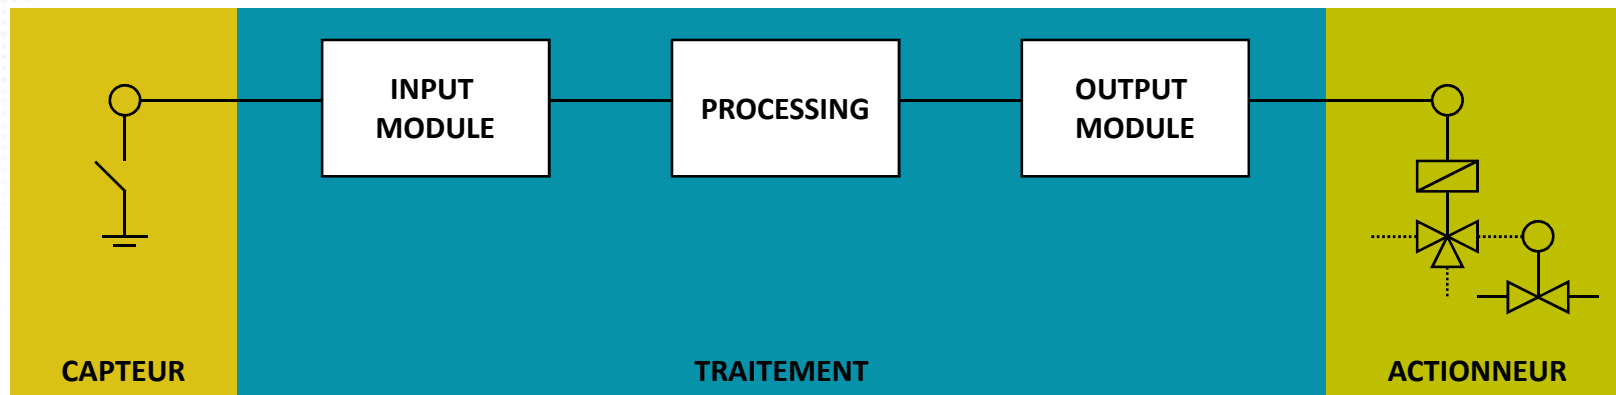 INPUT
MODULE
PROCESSING
OUTPUT
MODULE
CAPTEUR
TRAITEMENT
ACTIONNEUR